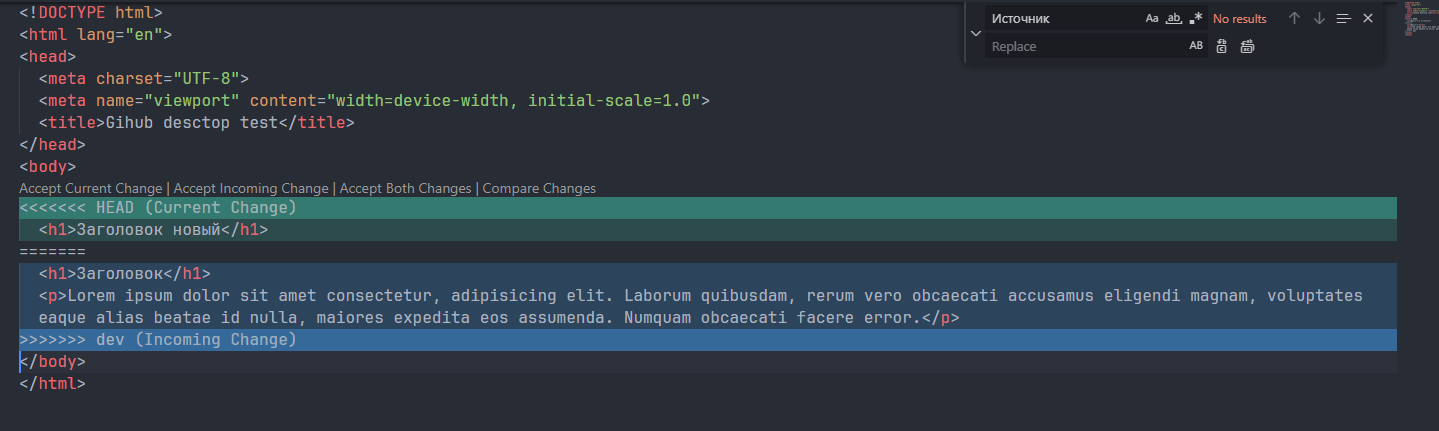 <!DOCTYPE html>
<html lang="en">
<head>
<meta charset="UTF-8">
<meta name="viewport" content="width=device-width, initial-scale=1.0">
<title>Gihub desctop test</title>
</head>
<body>
Accept Current Change | Accept Incoming Change | Accept Both Changes | Compare Changes
<<<<<<< HEAD (Current Change)
<h1>Заголовок новый</h1>
=======
<h1>Заголовок</h1>
<p>Lorem ipsum dolor sit amet consectetur, adipisicing elit. Laborum quibusdam, rerum vero obcaecati accusamus eligendi magnam, voluptates
eaque alias beatae id nulla, maiores expedita eos assumenda. Numquam obcaecati facere error.</p>
>>>>>>> dev (Incoming Change)
</body>
</html>
Источник Aa ab .* No results
Replace AB